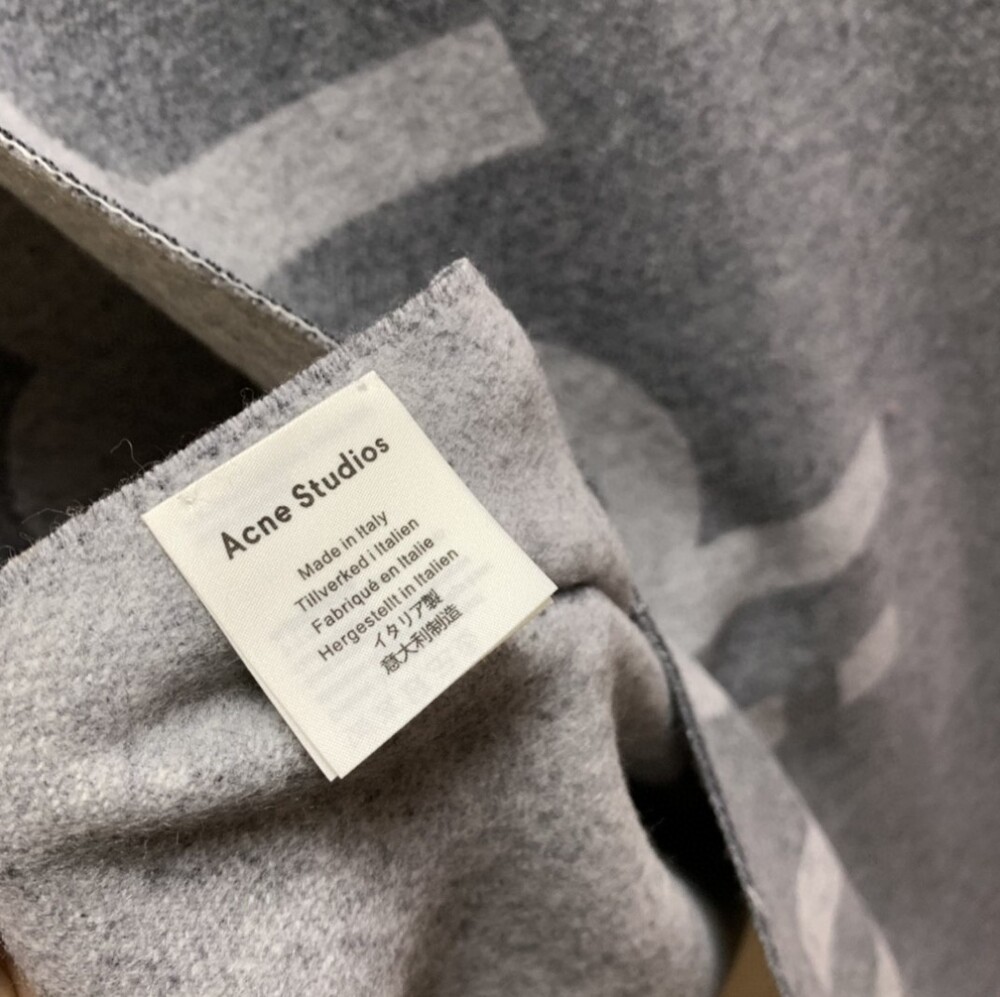 Acne Studios
Made in Italy
Tillverked i Italien
Fabriqué en Italie
Hergestellt in Italien
イタリア製
意大利制造